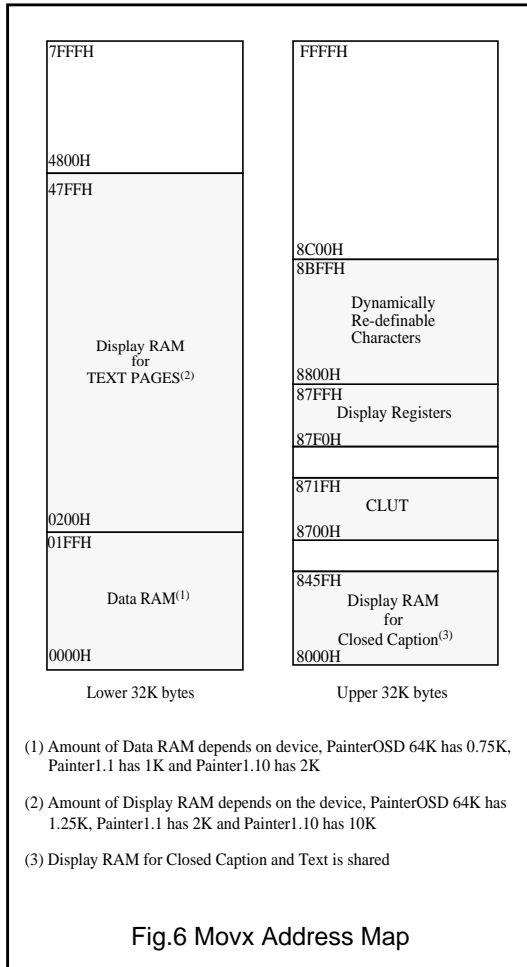 7FFFH
4800H
47FFH
Display RAM
for
TEXT PAGES(2)
0200H
01FFH
Data RAM(1)
0000H
Lower 32K bytes
FFFFH
8C00H
8BFFH
Dynamically
Re-definable
Characters
8800H
87FFH
Display Registers
87F0H
871FH
CLUT
8700H
845FH
Display RAM
for
Closed Caption(3)
8000H
Upper 32K bytes
(1) Amount of Data RAM depends on device, PainterOSD 64K has 0.75K,
Painter1.1 has 1K and Painter1.10 has 2K
(2) Amount of Display RAM depends on the device, PainterOSD 64K has
1.25K, Painter1.1 has 2K and Painter1.10 has 10K
(3) Display RAM for Closed Caption and Text is shared
Fig.6 Movx Address Map